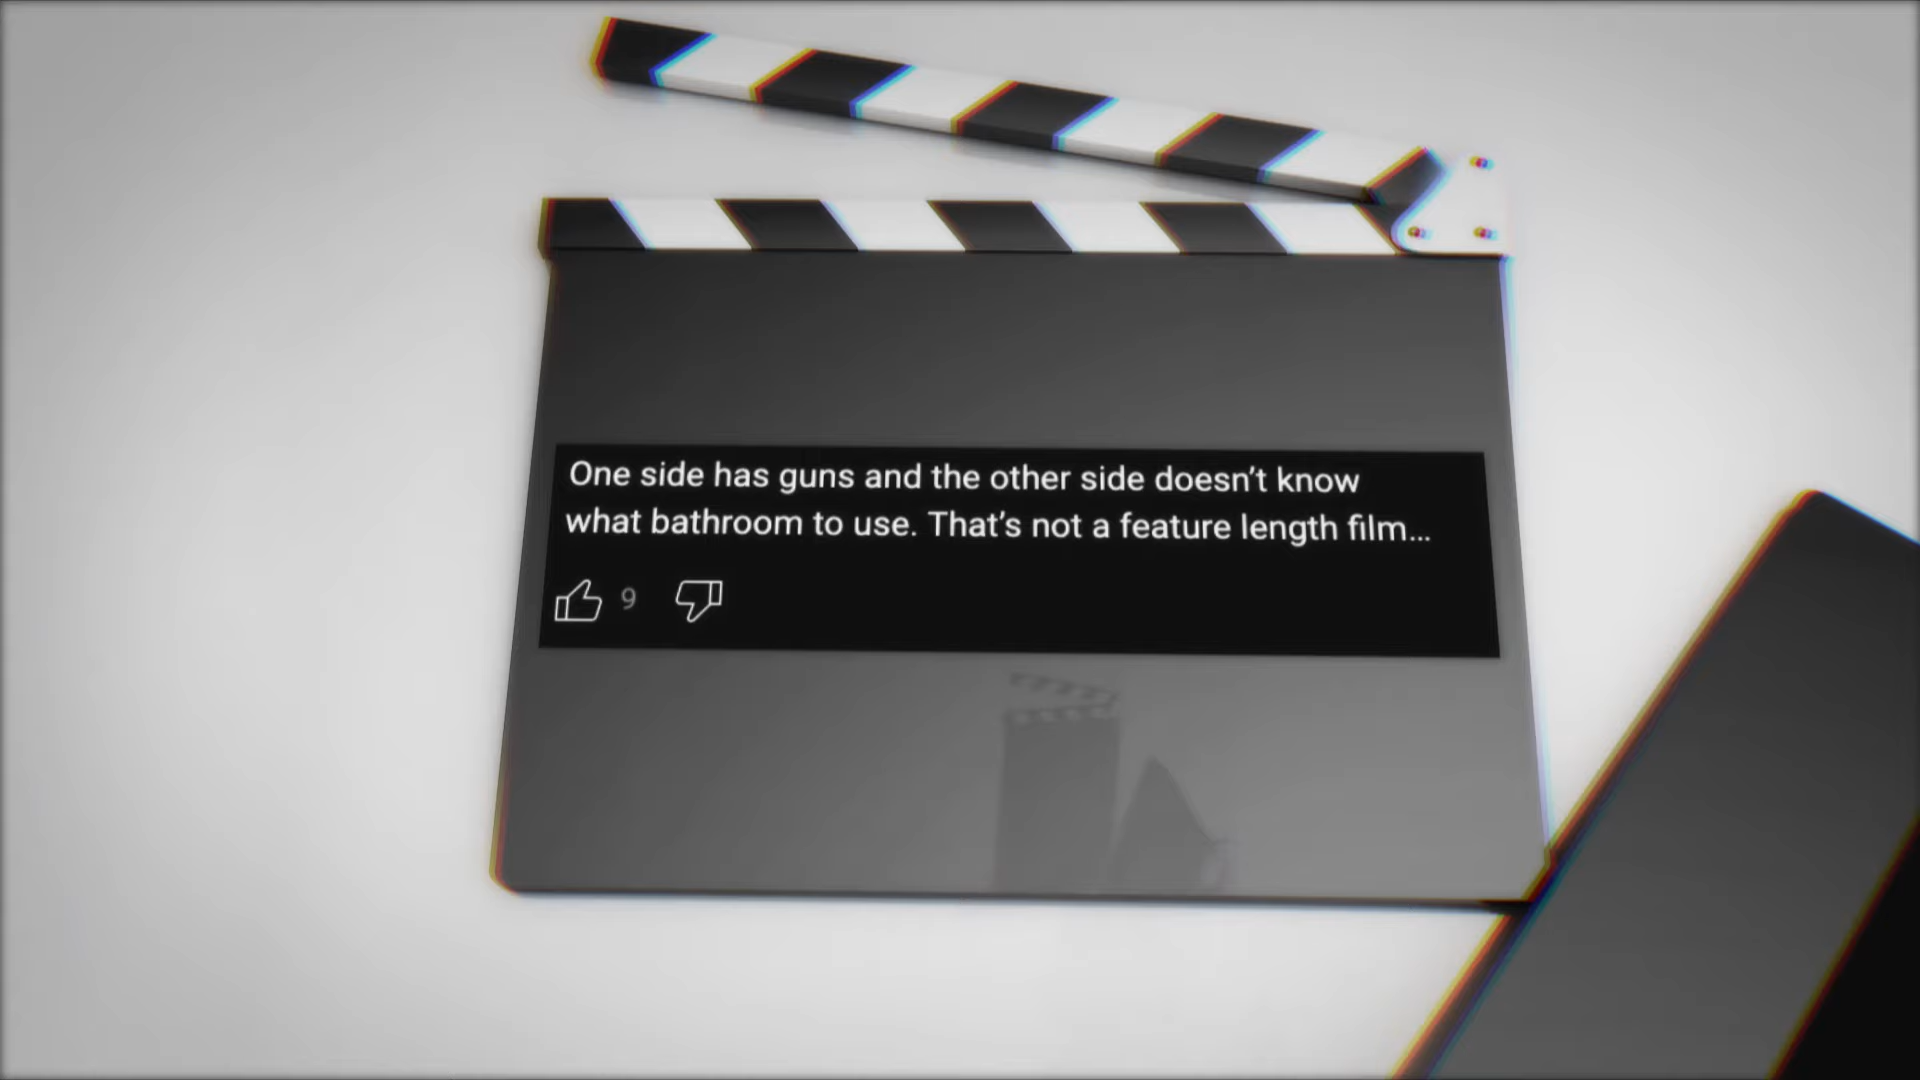 One side has guns and the other side doesn’t know
what bathroom to use. That’s not a feature length film...
9